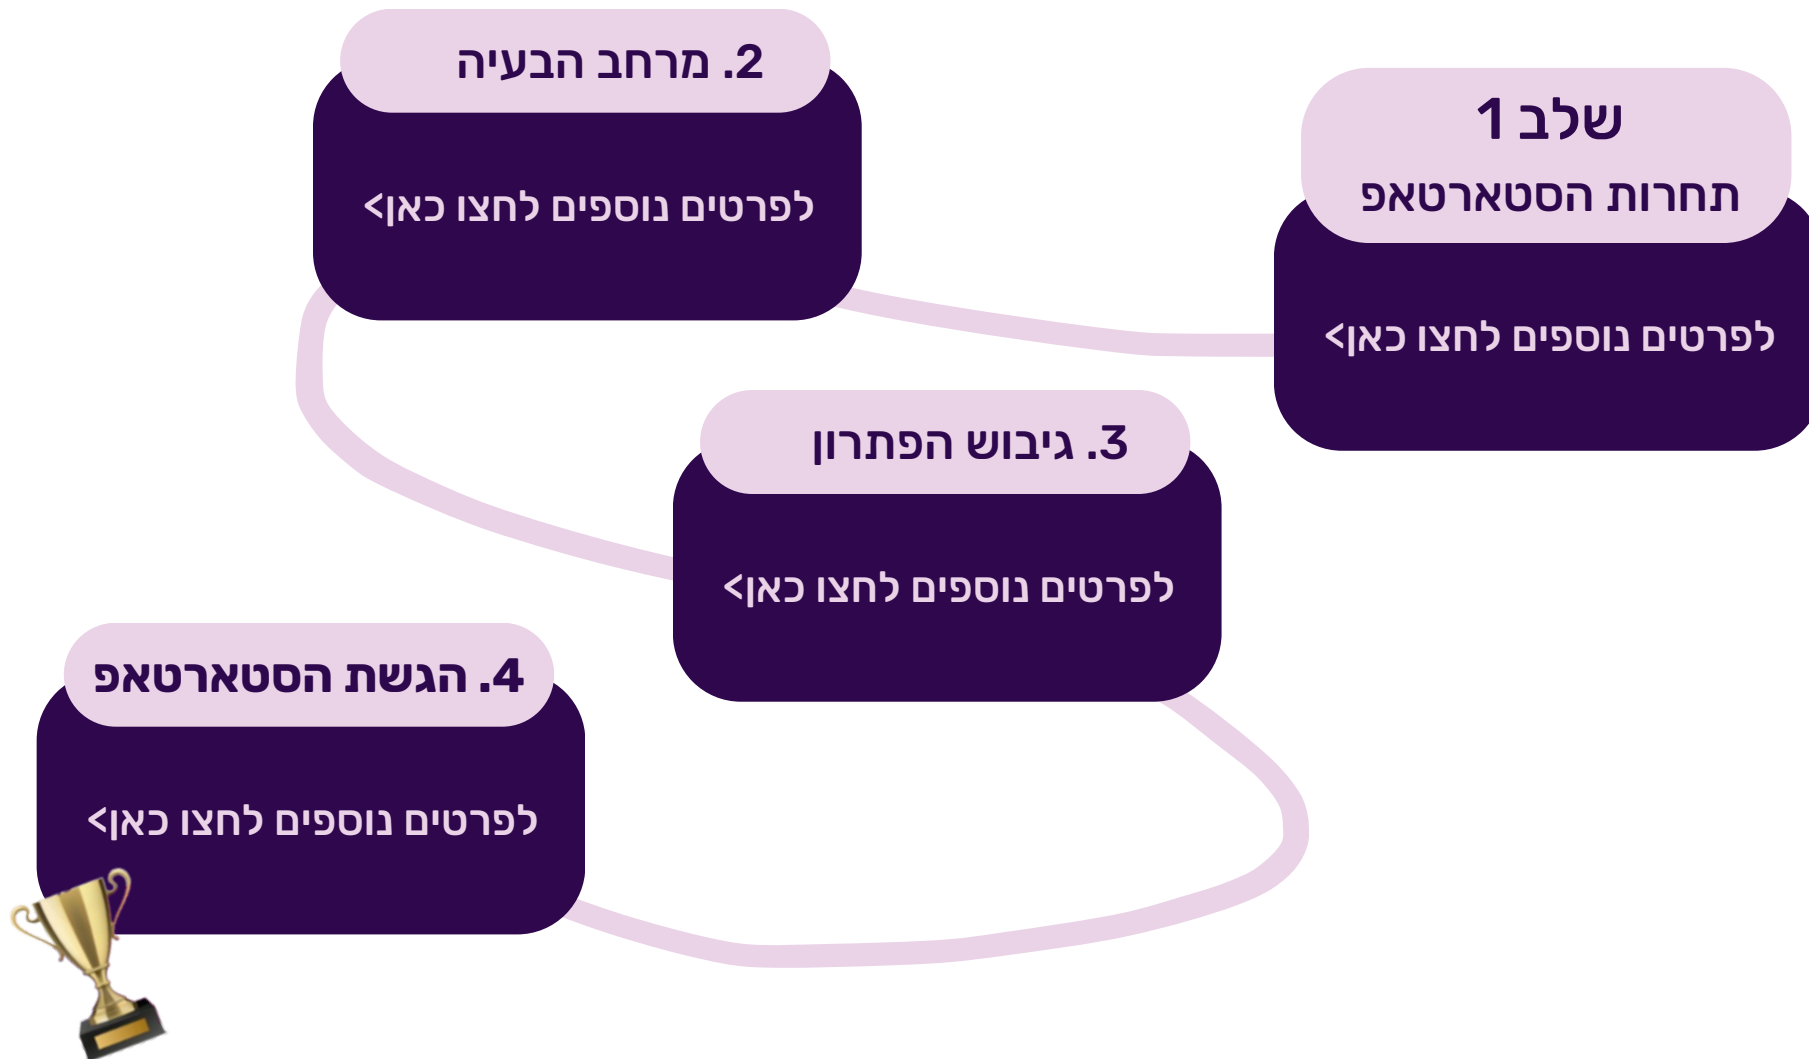 שלב 1
תחרות הסטארטאפ
לפרטים נוספים לחצו כאן>
2. מרחב הבעיה
לפרטים נוספים לחצו כאן>
3. גיבוש הפתרון
לפרטים נוספים לחצו כאן>
4. הגשת הסטארטאפ
לפרטים נוספים לחצו כאן>